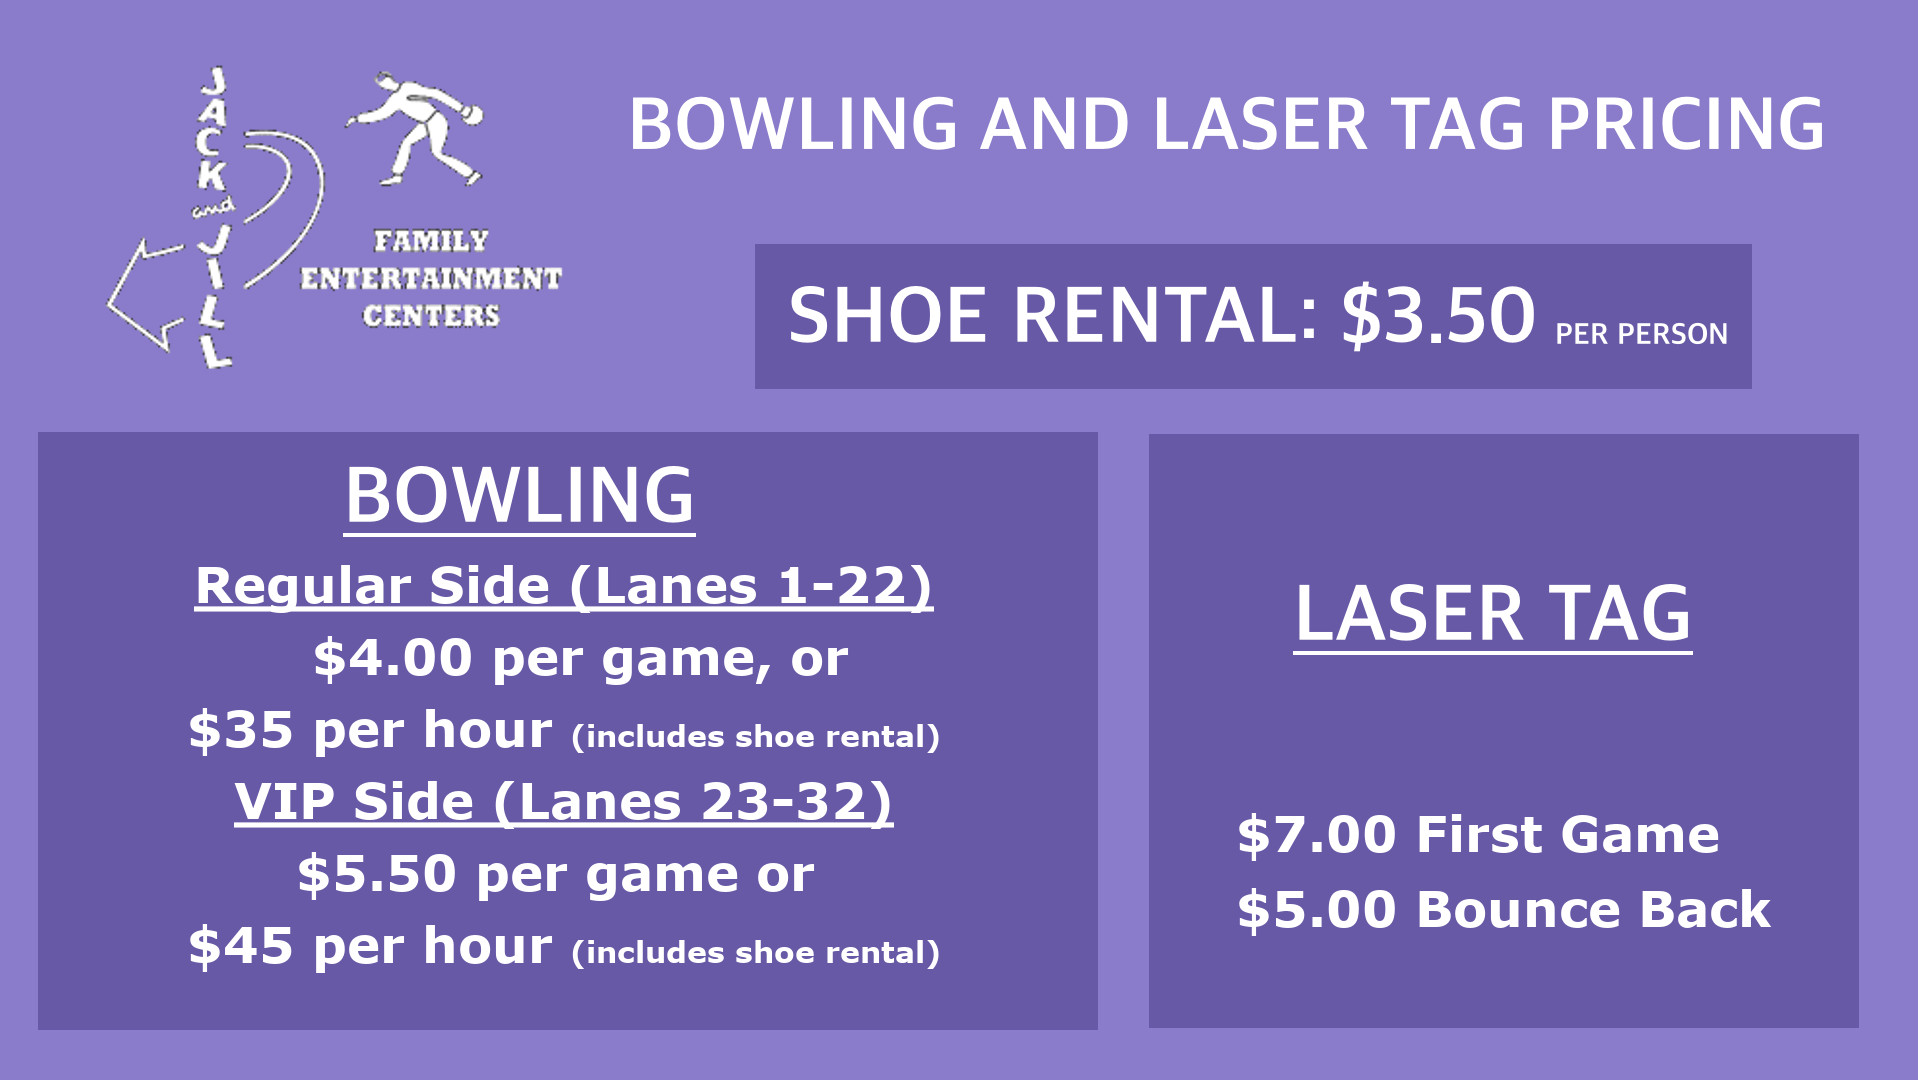 JACK and JILL
FAMILY
ENTERTAINMENT
CENTERS
BOWLING AND LASER TAG PRICING
SHOE RENTAL: $3.50 PER PERSON
BOWLING
Regular Side (Lanes 1-22)
$4.00 per game, or
$35 per hour (includes shoe rental)
VIP Side (Lanes 23-32)
$5.50 per game or
$45 per hour (includes shoe rental)
LASER TAG
$7.00 First Game
$5.00 Bounce Back